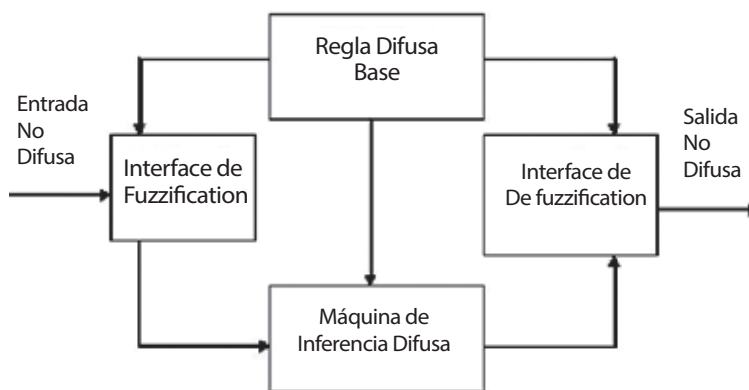 Regla Difusa
Base
Entrada
No
Difusa
Interface de
Fuzzification
Interface de
De fuzzification
Salida
No
Difusa
Máquina de
Inferencia Difusa